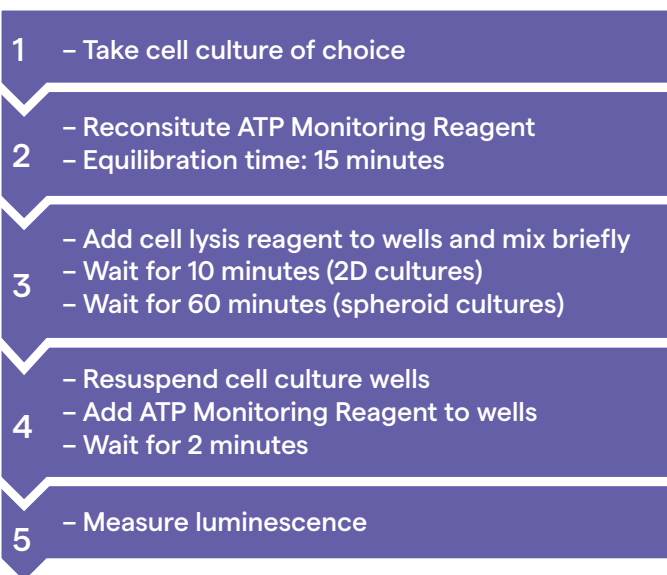 1
– Take cell culture of choice
2
– Reconsitute ATP Monitoring Reagent
– Equilibration time: 15 minutes
3
– Add cell lysis reagent to wells and mix briefly
– Wait for 10 minutes (2D cultures)
– Wait for 60 minutes (spheroid cultures)
4
– Resuspend cell culture wells
– Add ATP Monitoring Reagent to wells
– Wait for 2 minutes
5
– Measure luminescence